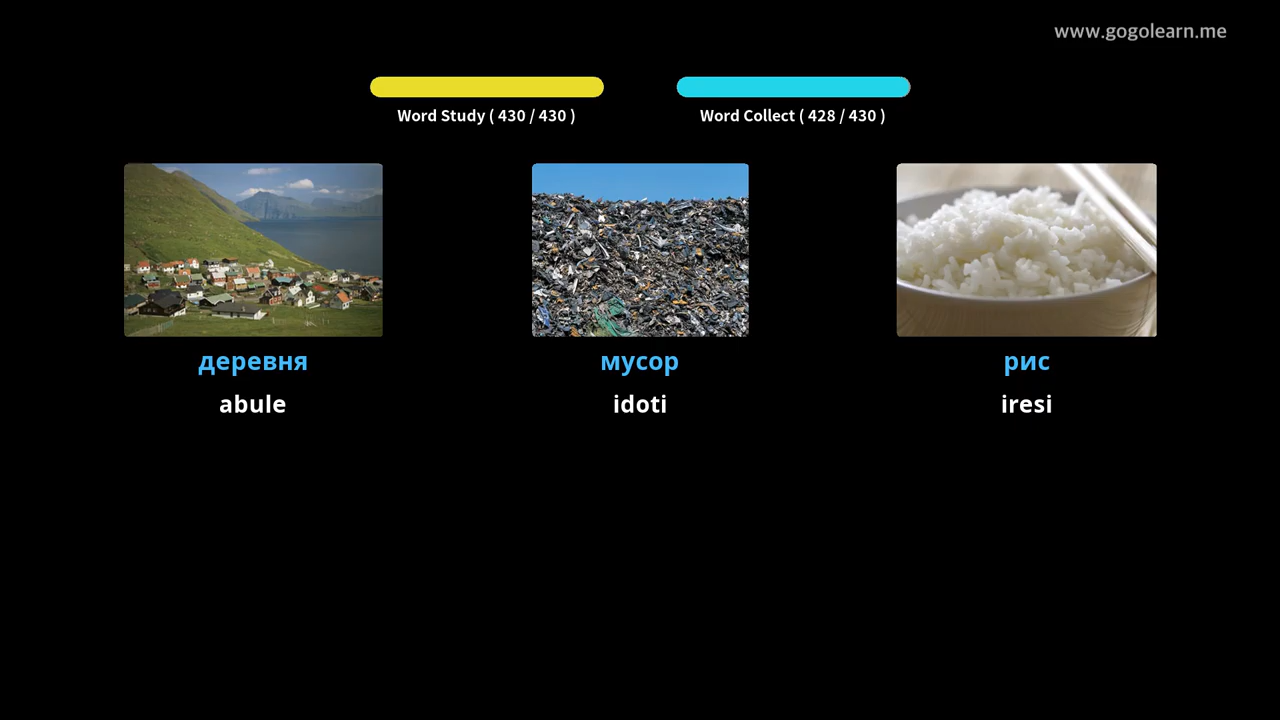 www.gogolearn.me
Word Study ( 430 / 430 )
Word Collect ( 428 / 430 )
деревня
мусор
рис
abule
idoti
iresi